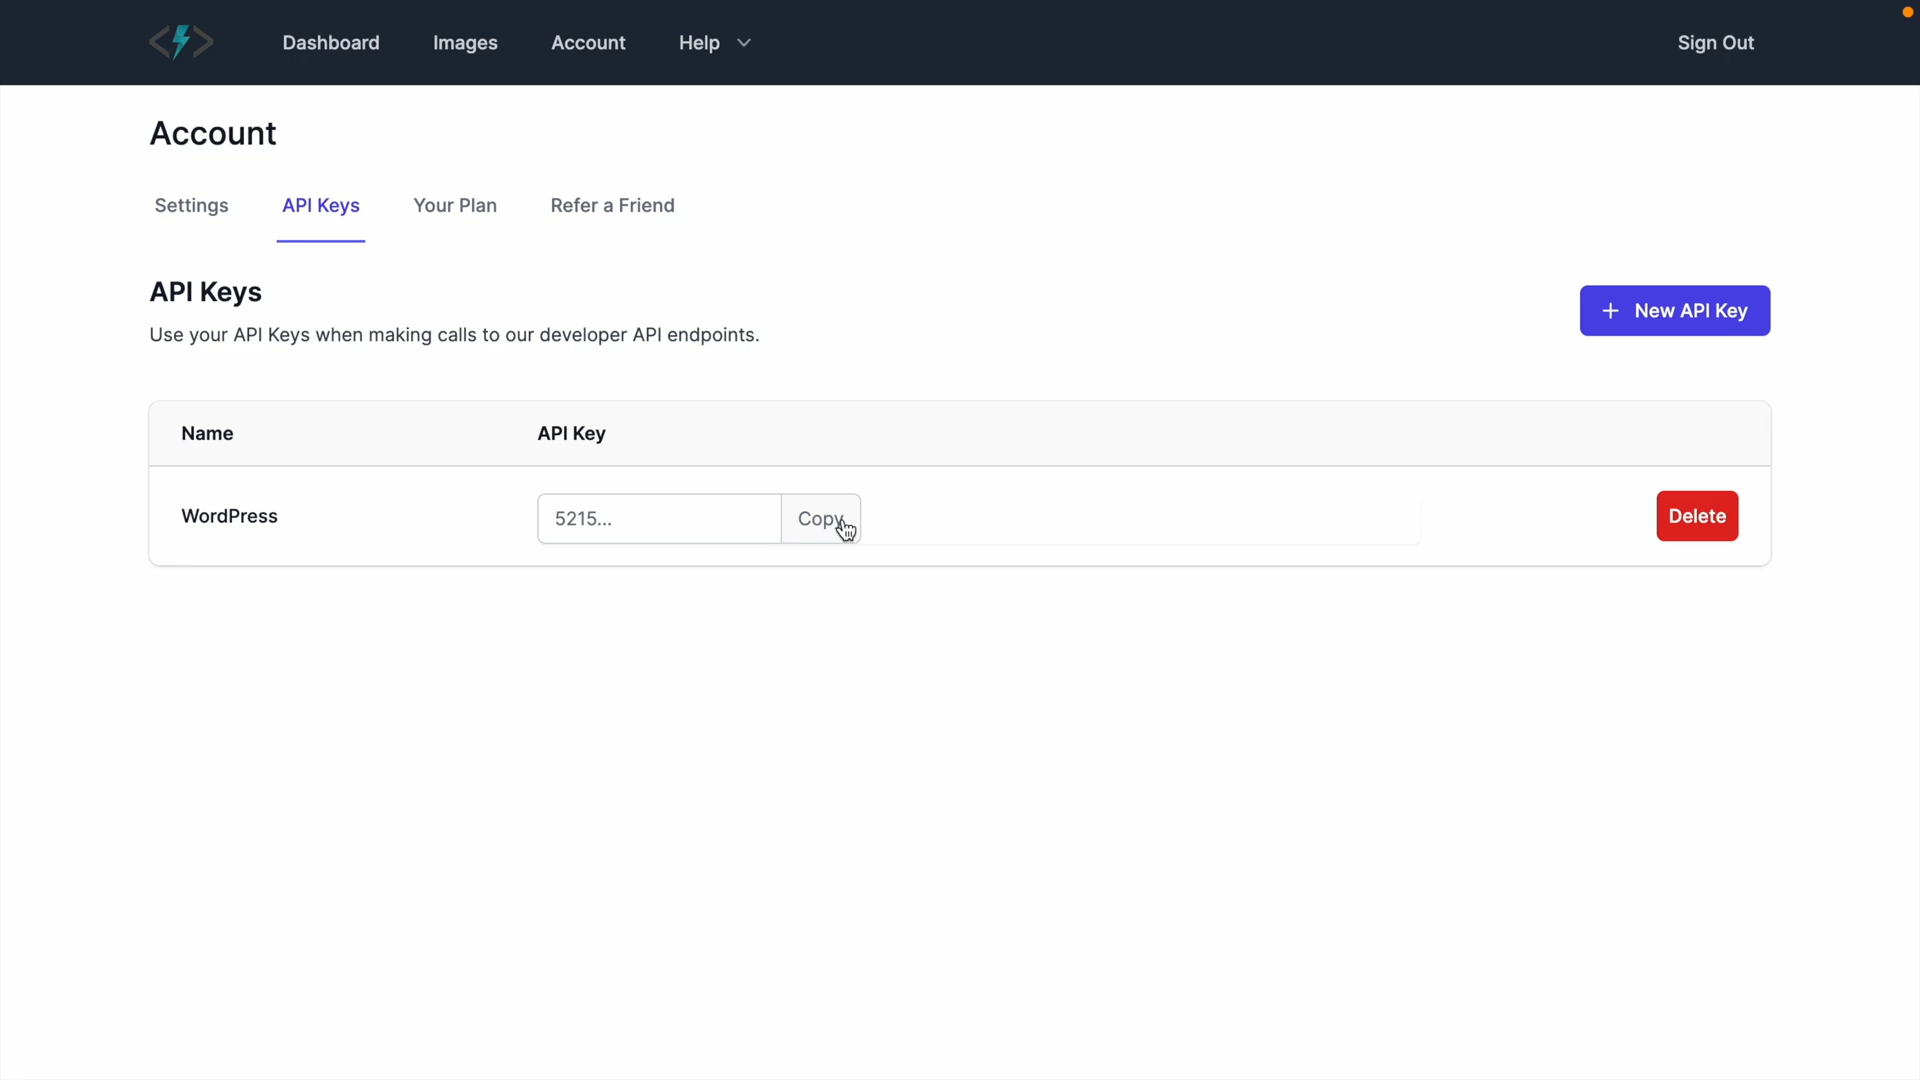 Dashboard
Images
Account
Help
Sign Out
Account
Settings
API Keys
Your Plan
Refer a Friend
API Keys
Use your API Keys when making calls to our developer API endpoints.
+ New API Key
Name
API Key
WordPress
5215...
Copy
Delete